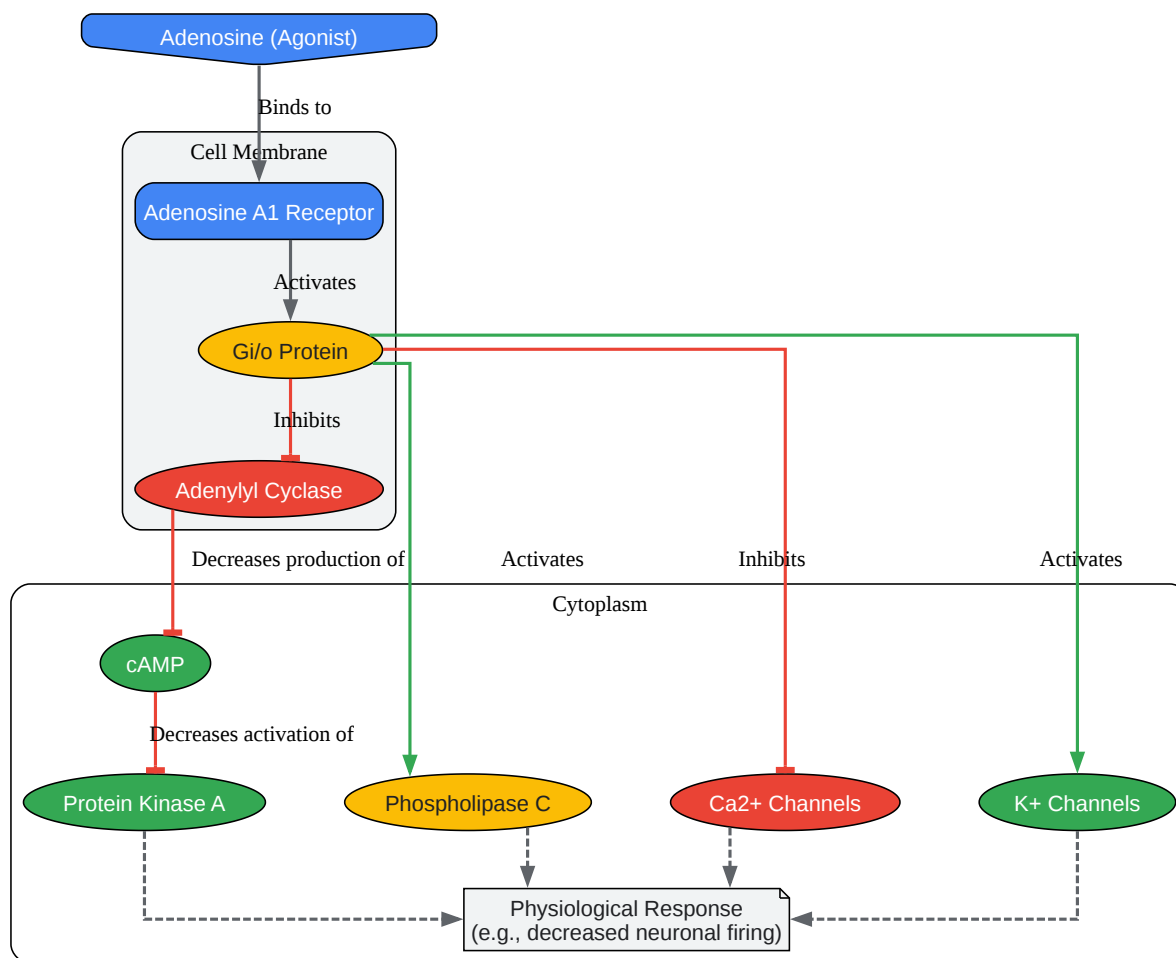 Adenosine (Agonist)
Binds to
Cell Membrane
Adenosine A1 Receptor
Activates
Gi/o Protein
Inhibits
Adenylyl Cyclase
Decreases production of
Activates
Inhibits
Activates
Cytoplasm
cAMP
Decreases activation of
Protein Kinase A
Phospholipase C
Ca2+ Channels
K+ Channels
Physiological Response
(e.g., decreased neuronal firing)